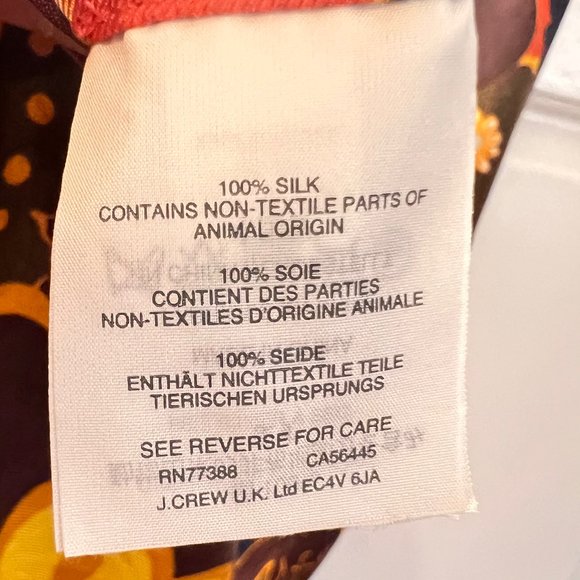 100% SILK
CONTAINS NON-TEXTILE PARTS OF
ANIMAL ORIGIN
100% SOIE
CONTIENT DES PARTIES
NON-TEXTILES D'ORIGINE ANIMALE
100% SEIDE
ENTHÄLT NICHTTEXTILE TEILE
TIERISCHEN URSPRUNGS
SEE REVERSE FOR CARE
RN77388 CA56445
J.CREW U.K. Ltd EC4V 6JA